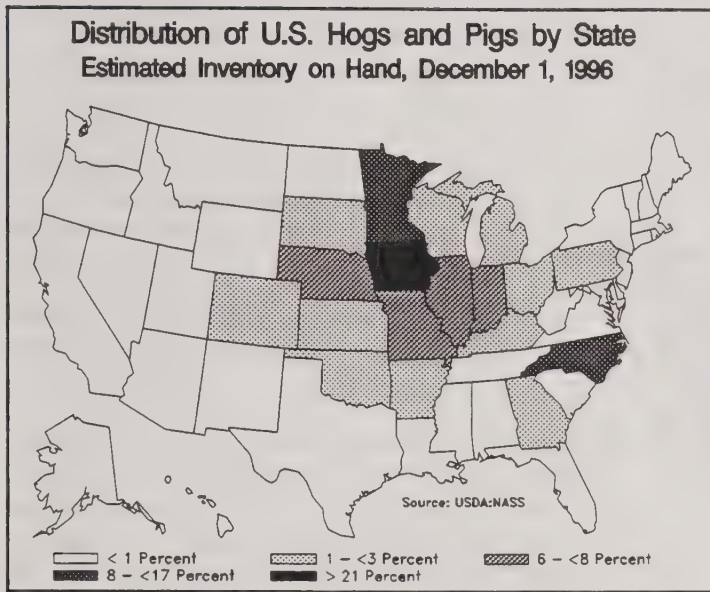 Distribution of U.S. Hogs and Pigs by State
Estimated Inventory on Hand, December 1, 1996
Source: USDA:NASS
< 1 Percent
1 - <3 Percent
6 - <8 Percent
8 - <17 Percent
> 21 Percent